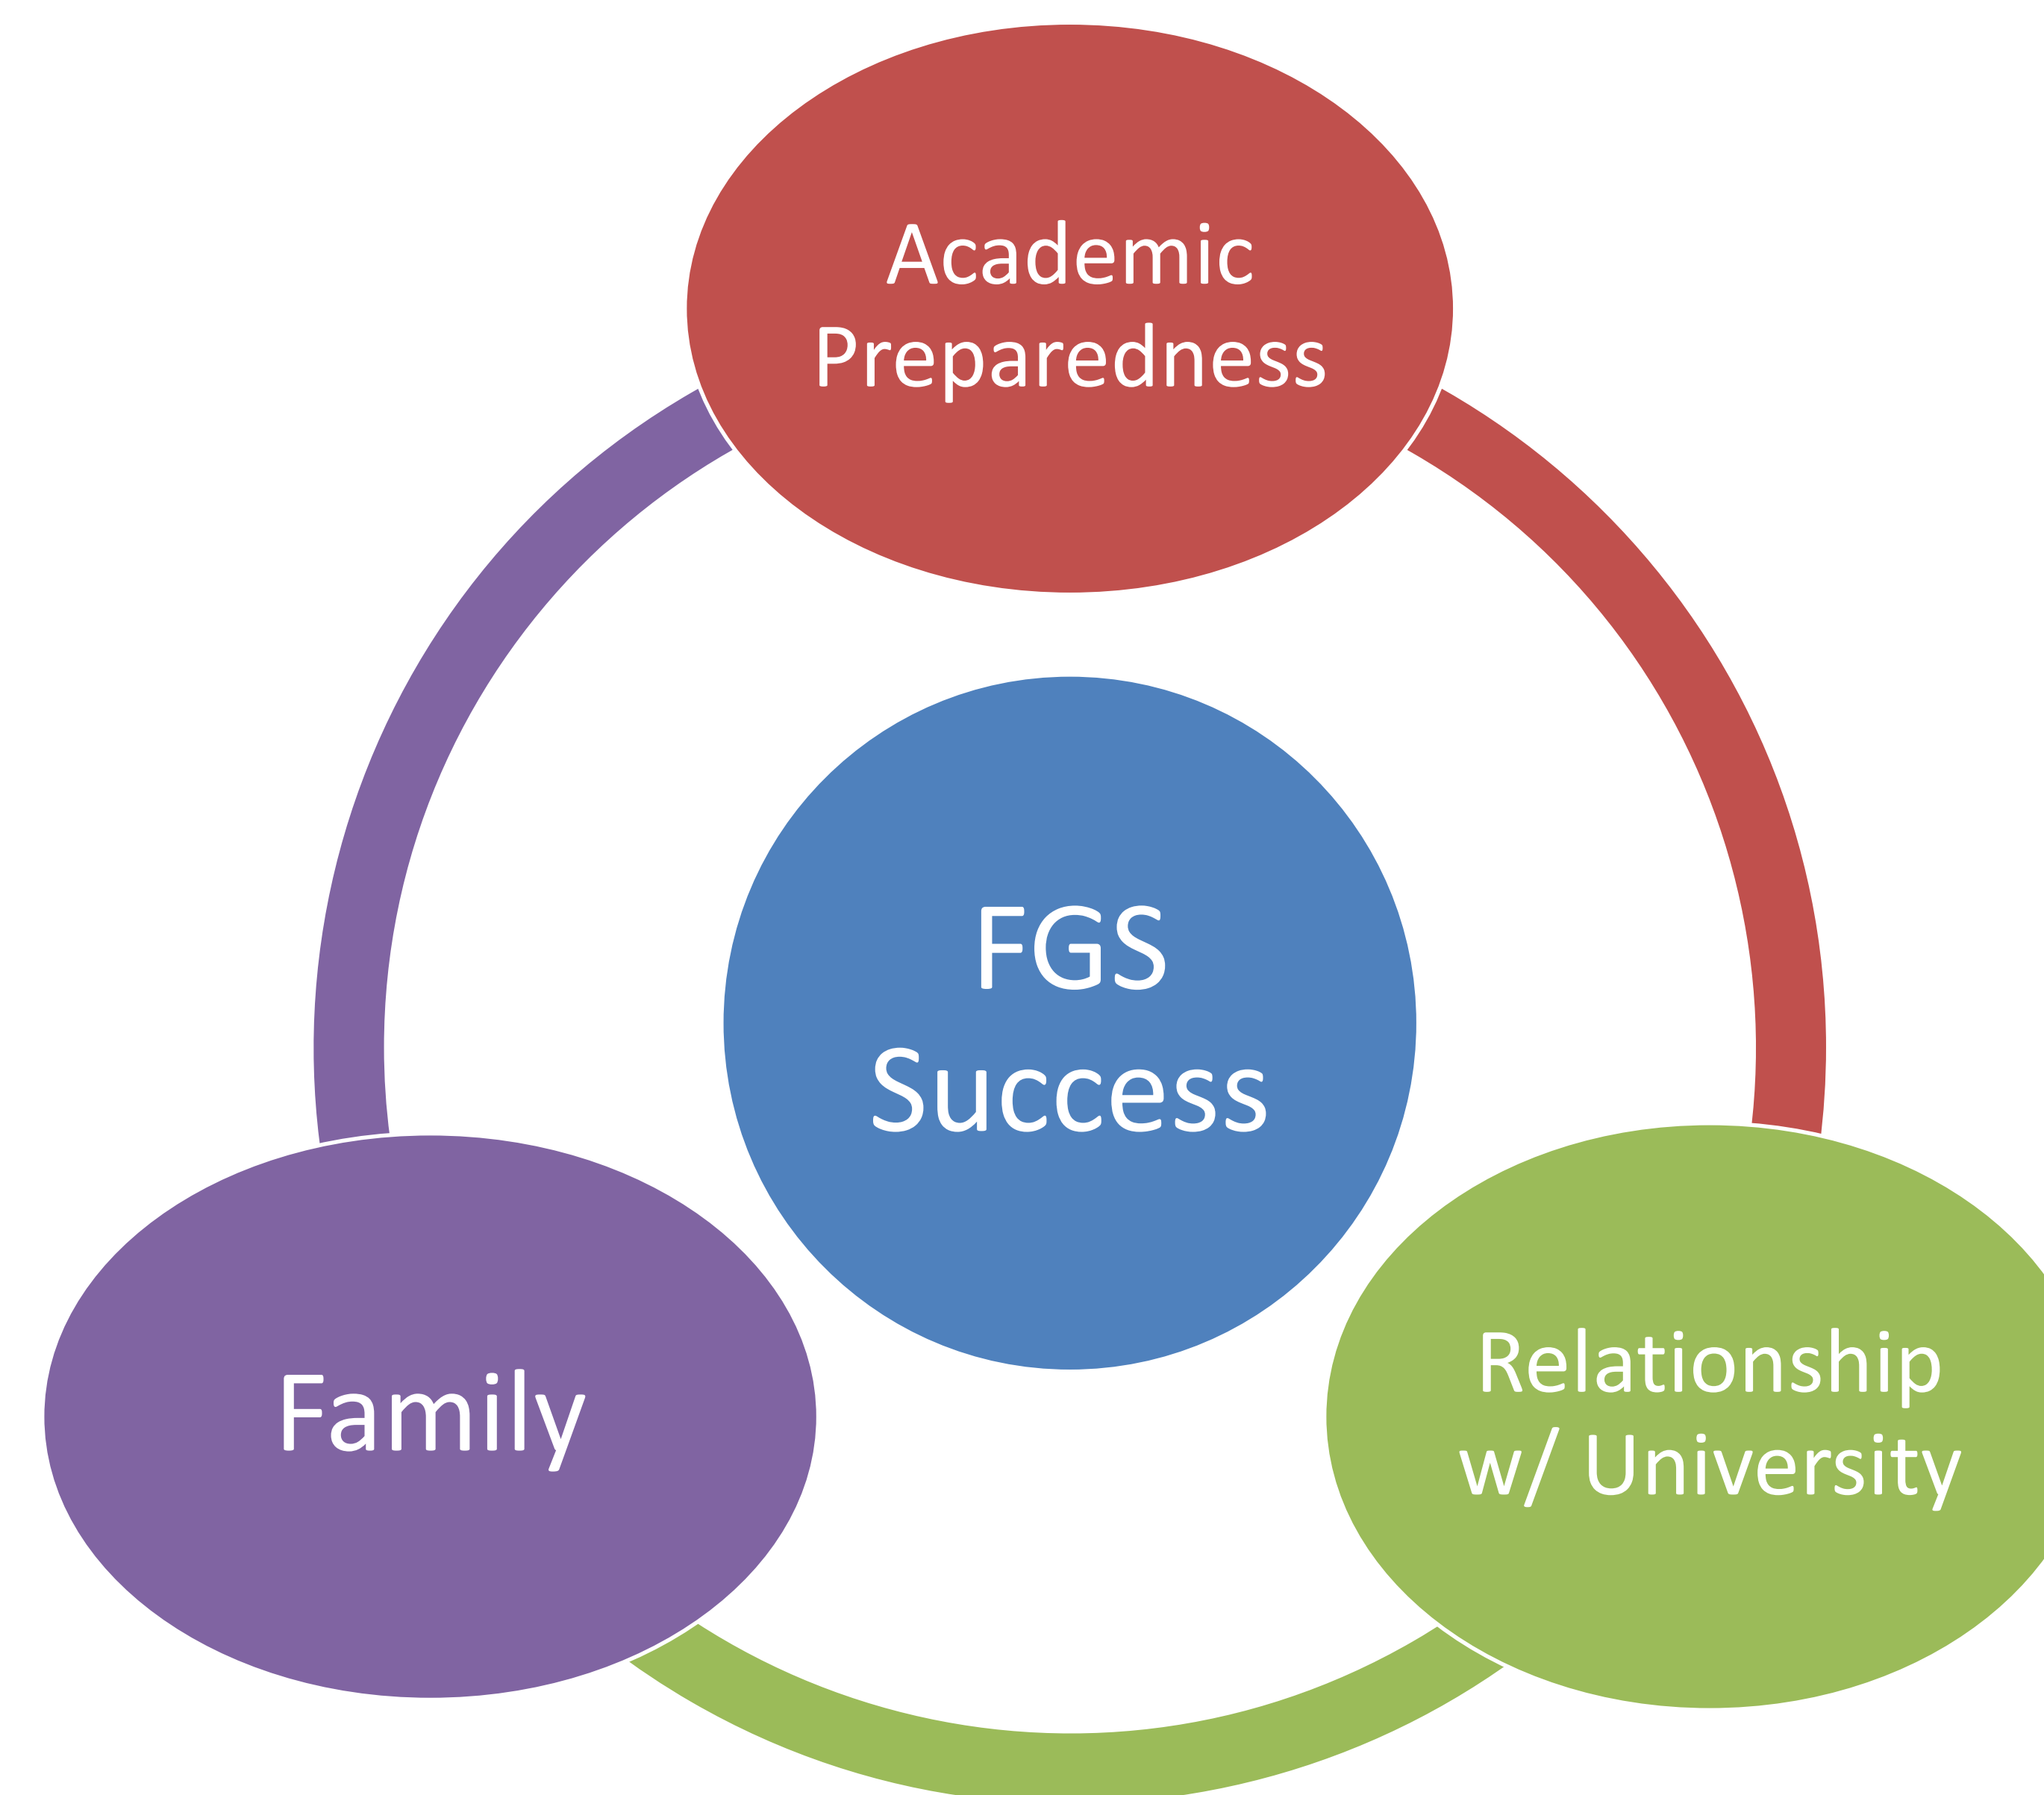 Academic
Preparedness
FGS
Success
Family
Relationship
w/ University